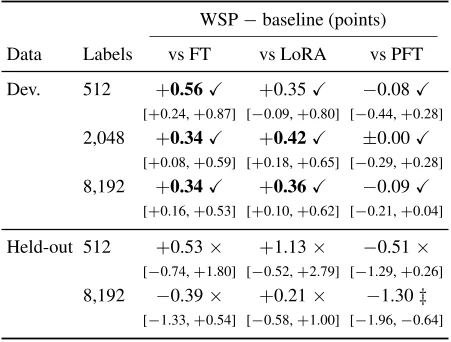 WSP − baseline (points)
Data Labels vs FT vs LoRA vs PFT
Dev. 512 +0.56 ✓ +0.35 ✓ −0.08 ✓
[+0.24, +0.87] [−0.09, +0.80] [−0.44, +0.28]
2,048 +0.34 ✓ +0.42 ✓ ±0.00 ✓
[+0.08, +0.59] [+0.18, +0.65] [−0.29, +0.28]
8,192 +0.34 ✓ +0.36 ✓ −0.09 ✓
[+0.16, +0.53] [+0.10, +0.62] [−0.21, +0.04]
Held-out 512 +0.53 × +1.13 × −0.51 ×
[−0.74, +1.80] [−0.52, +2.79] [−1.29, +0.26]
8,192 −0.39 × +0.21 × −1.30 ‡
[−1.33, +0.54] [−0.58, +1.00] [−1.96, −0.64]